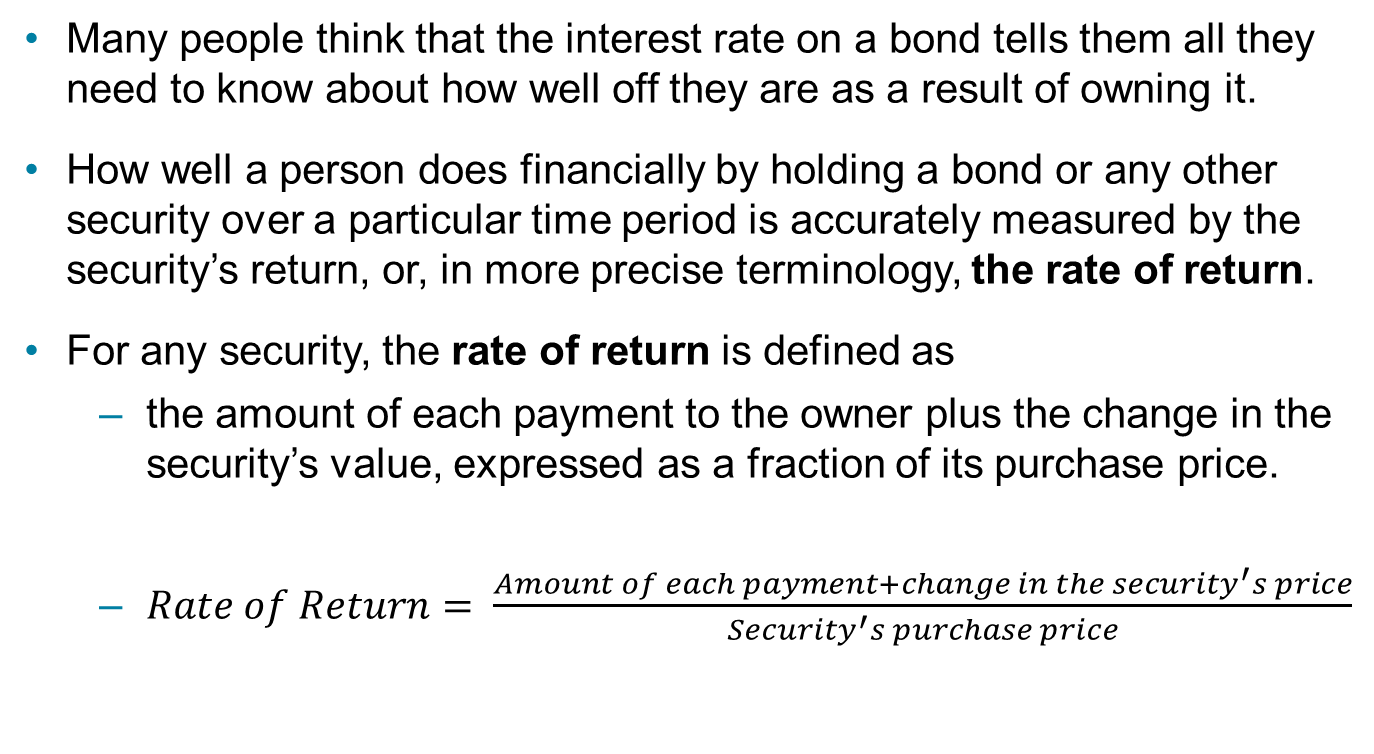 • Many people think that the interest rate on a bond tells them all they
need to know about how well off they are as a result of owning it.
• How well a person does financially by holding a bond or any other
security over a particular time period is accurately measured by the
security’s return, or, in more precise terminology, the rate of return.
• For any security, the rate of return is defined as
– the amount of each payment to the owner plus the change in the
security’s value, expressed as a fraction of its purchase price.
– Rate of Return = Amount of each payment+change in the security′s price
Security′s purchase price